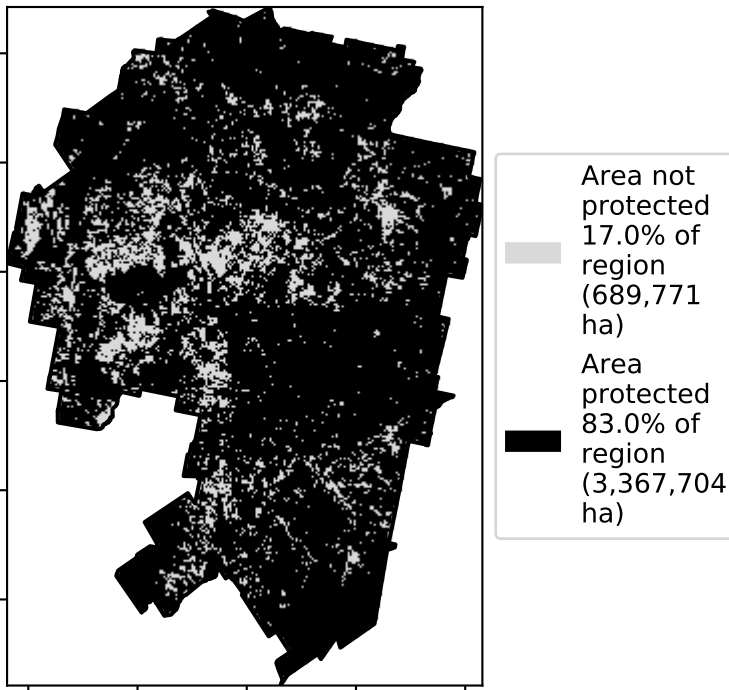 Area not
protected
17.0% of
region
(689,771
ha)
Area
protected
83.0% of
region
(3,367,704
ha)